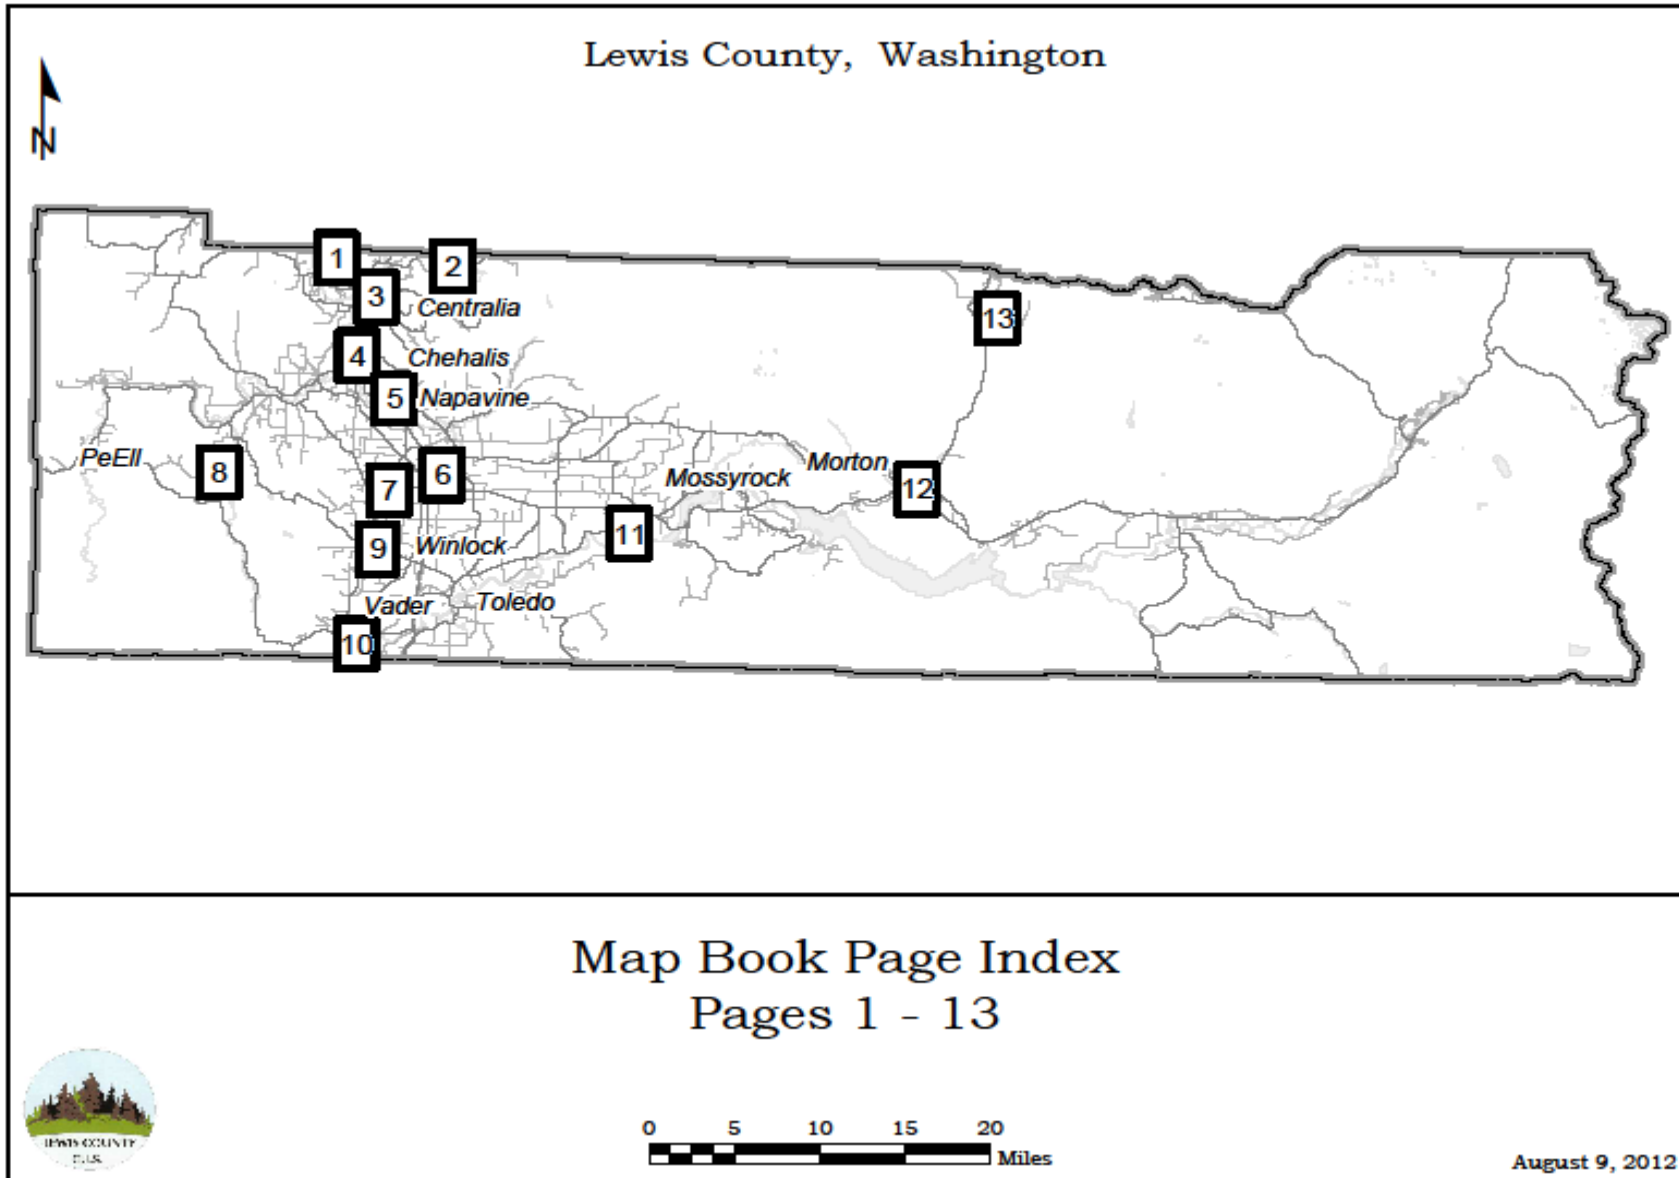 Lewis County, Washington
N
1
2
3
Centralia
13
4
Chehalis
5
Napavine
PeEll
8
6
7
Mossyrock
Morton
12
11
9
Winlock
Vader
Toledo
10
Map Book Page Index
Pages 1 - 13
LEWIS COUNTY
G.I.S.
0 5 10 15 20
Miles
August 9, 2012